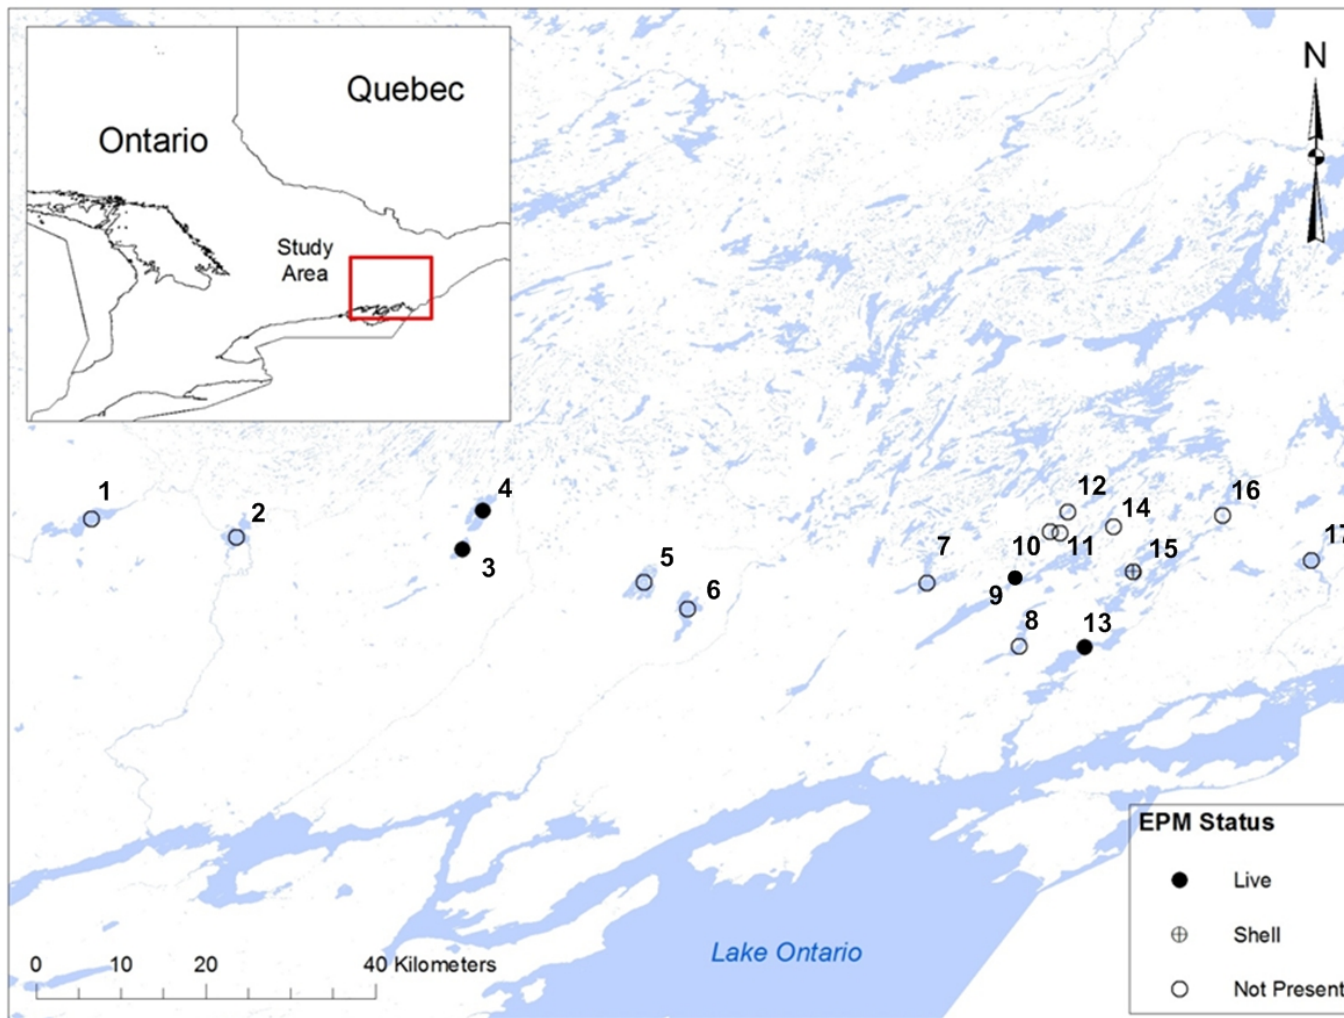 Quebec
Ontario
Study
Area
N
1
2
4
3
5
6
7
12
14
16
10
11
15
17
9
8
13
EPM Status
Live
Shell
Not Present
Lake Ontario
0 10 20 40 Kilometers